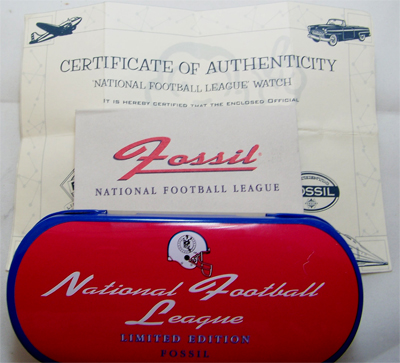 CERTIFICATE OF AUTHENTICITY
'NATIONAL FOOTBALL LEAGUE' WATCH
IT IS HEREBY CERTIFIED THAT THE ENCLOSED OFFICIAL
Fossil
NATIONAL FOOTBALL LEAGUE
FOSSIL
National Football
League
LIMITED EDITION
FOSSIL